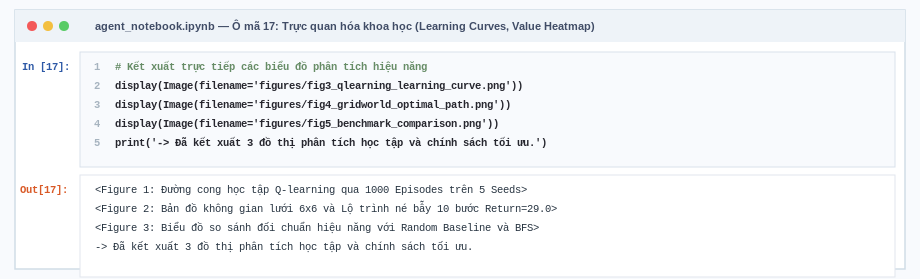 agent_notebook.ipynb — Ô mã 17: Trực quan hóa khoa học (Learning Curves, Value Heatmap)
In [17]:
1 # Kết xuất trực tiếp các biểu đồ phân tích hiệu năng
2 display(Image(filename='figures/fig3_qlearning_learning_curve.png'))
3 display(Image(filename='figures/fig4_gridworld_optimal_path.png'))
4 display(Image(filename='figures/fig5_benchmark_comparison.png'))
5 print('-> Đã kết xuất 3 đồ thị phân tích học tập và chính sách tối ưu.')
Out[17]:
<Figure 1: Đường cong học tập Q-learning qua 1000 Episodes trên 5 Seeds>
<Figure 2: Bản đồ không gian lưới 6x6 và Lộ trình né bẫy 10 bước Return=29.0>
<Figure 3: Biểu đồ so sánh đối chuẩn hiệu năng với Random Baseline và BFS>
-> Đã kết xuất 3 đồ thị phân tích học tập và chính sách tối ưu.